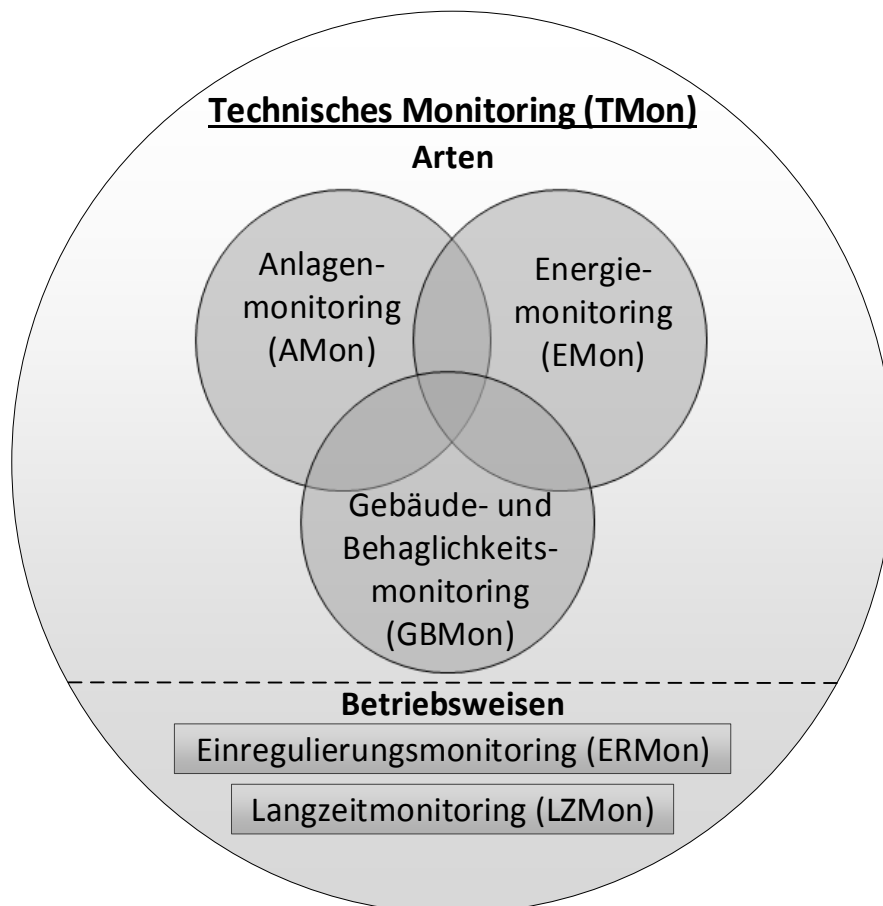 Technisches Monitoring (TMon)
Arten
Anlagen-
monitoring
(AMon)
Energie-
monitoring
(EMon)
Gebäude- und
Behaglichkeits-
monitoring
(GBMon)
Betriebsweisen
Einregulierungsmonitoring (ERMon)
Langzeitmonitoring (LZMon)